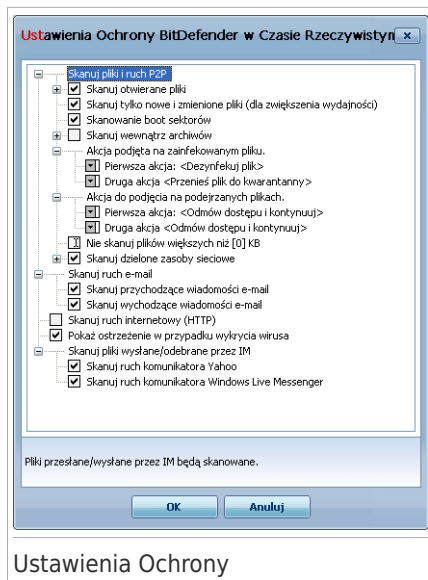 Ustawienia Ochrony BitDefender w Czasie Rzeczywistyn
Skanuj pliki i ruch P2P
Skanuj otwierane pliki
Skanuj tylko nowe i zmienione pliki (dla zwiększenia wydajności)
Skanowanie boot sektorów
Skanuj wewnątrz archiwów
Akcja podjęta na zainfekowanym pliku.
Pierwsza akcja: <Dezynfekuj plik>
Druga akcja <Przenieś plik do kwarantanny>
Akcja do podjęcia na podejrzanych plikach.
Pierwsza akcja: <Odmów dostępu i kontynuuj>
Druga akcja <Odmów dostępu i kontynuuj>
Nie skanuj plików większych niż [0] KB
Skanuj dzielone zasoby sieciowe
Skanuj ruch e-mail
Skanuj przychodzące wiadomości e-mail
Skanuj wychodzące wiadomości e-mail
Skanuj ruch internetowy (HTTP)
Pokaż ostrzeżenie w przypadku wykrycia wirusa
Skanuj pliki wysłane/odebrane przez IM
Skanuj ruch komunikatora Yahoo
Skanuj ruch komunikatora Windows Live Messenger
Pliki przesłane/wysłane przez IM będą skanowane.
OK Anuluj
Ustawienia Ochrony